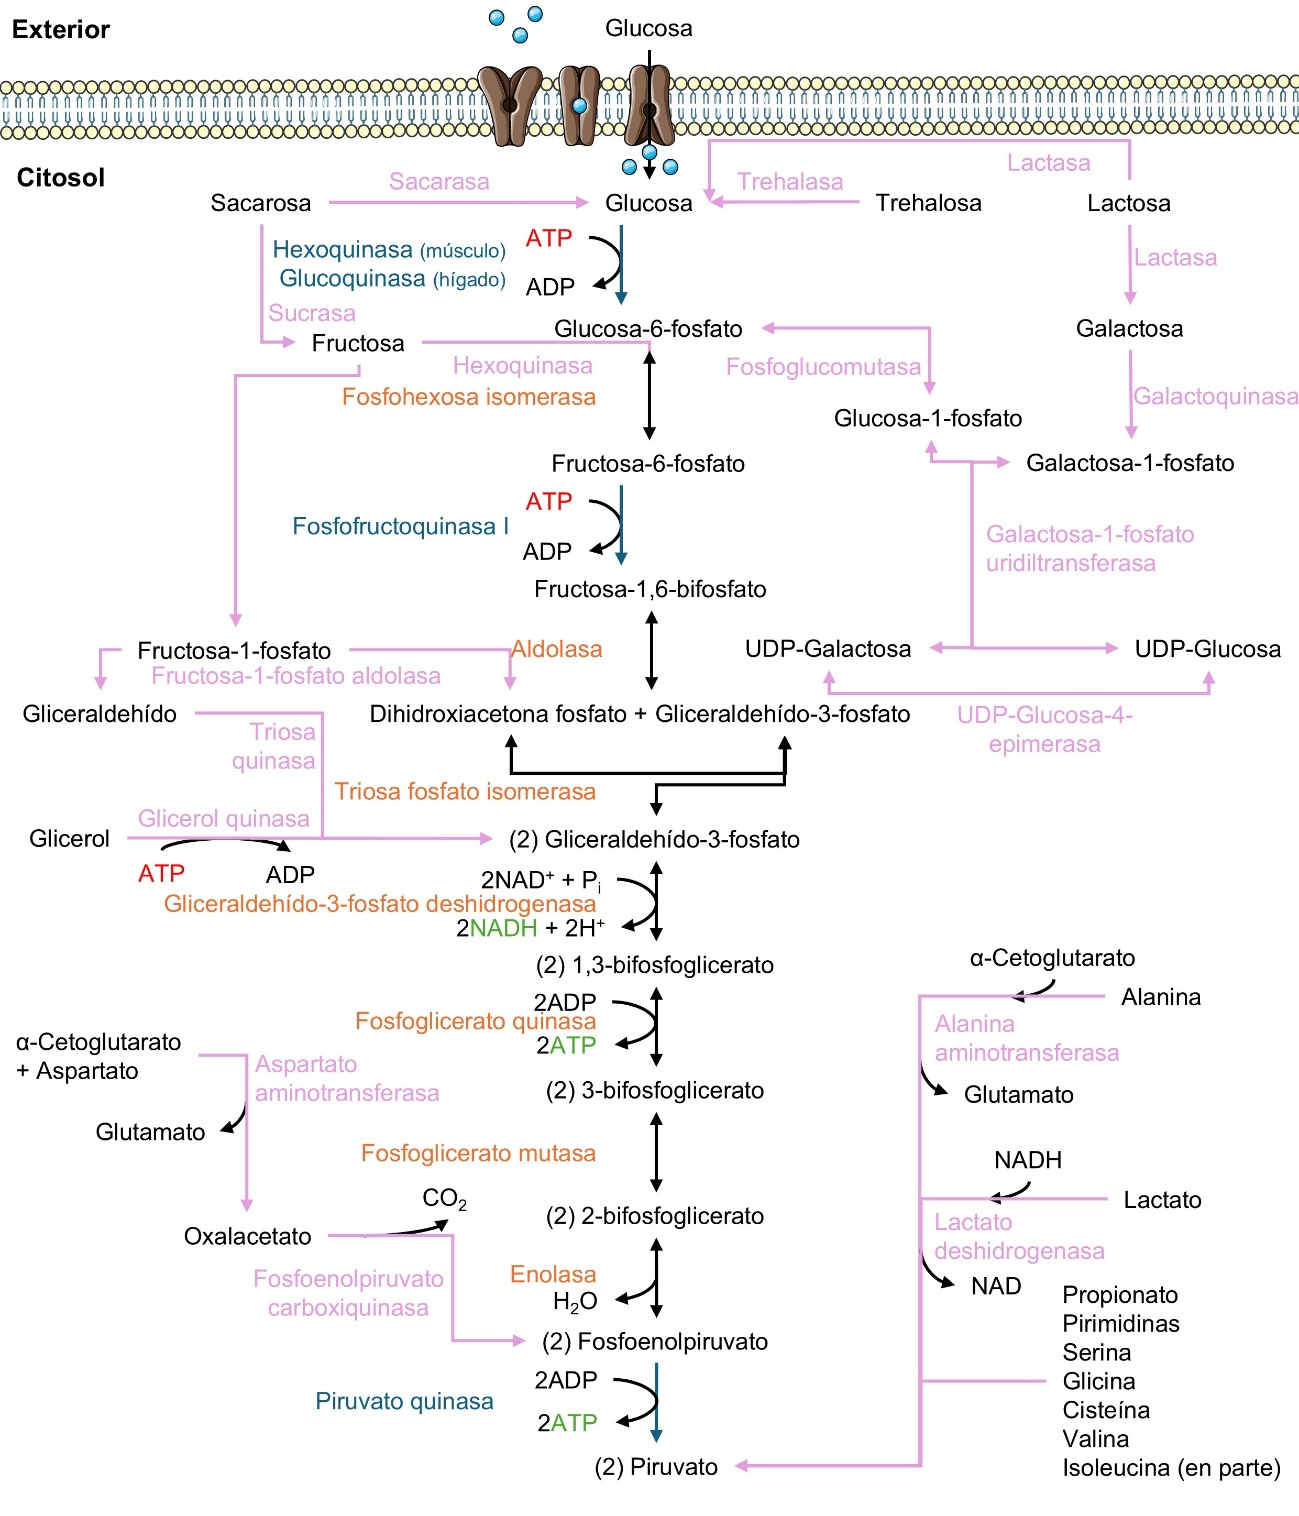 Exterior
Glucosa
Citosol
Lactasa
Sacarasa
Trehalasa
Sacarosa
Glucosa
Trehalosa
Lactosa
Hexoquinasa (músculo)
Glucoquinasa (hígado)
ATP
ADP
Lactasa
Sucrasa
Fructosa
Glucosa-6-fosfato
Galactosa
Hexoquinasa
Fosfoglucomutasa
Fosfohexosa isomerasa
Galactoquinasa
Glucosa-1-fosfato
Fructosa-6-fosfato
Galactosa-1-fosfato
ATP
Fosfofructoquinasa I
ADP
Galactosa-1-fosfato
uridiltransferasa
Fructosa-1,6-bifosfato
Fructosa-1-fosfato
Aldolasa
UDP-Galactosa
UDP-Glucosa
Fructosa-1-fosfato aldolasa
Gliceraldehído
Dihidroxiacetona fosfato + Gliceraldehído-3-fosfato
UDP-Glucosa-4-
epimerasa
Triosa
quinasa
Triosa fosfato isomerasa
Glicerol quinasa
Glicerol
(2) Gliceraldehído-3-fosfato
ATP
ADP
2NAD⁺ + Pᵢ
Gliceraldehído-3-fosfato deshidrogenasa
2NADH + 2H⁺
(2) 1,3-bifosfoglicerato
α-Cetoglutarato
Alanina
2ADP
Fosfoglicerato quinasa
2ATP
Alanina
aminotransferasa
α-Cetoglutarato
+ Aspartato
Aspartato
aminotransferasa
(2) 3-bifosfoglicerato
Glutamato
Glutamato
Fosfoglicerato mutasa
NADH
CO₂
Lactato
(2) 2-bifosfoglicerato
Oxalacetato
Lactato
deshidrogenasa
Enolasa
H₂O
Fosfoenolpiruvato
carboxiquinasa
NAD
Propionato
Pirimidinas
Serina
Glicina
Cisteína
Valina
Isoleucina (en parte)
(2) Fosfoenolpiruvato
2ADP
Piruvato quinasa
2ATP
(2) Piruvato